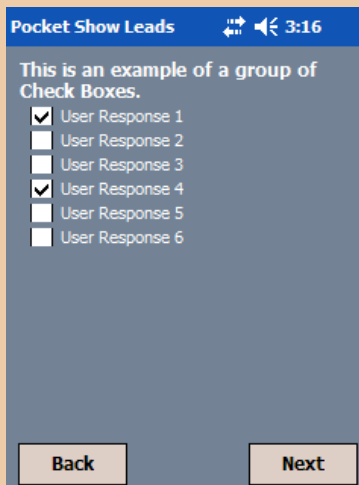 Pocket Show Leads 3:16
This is an example of a group of
Check Boxes.
User Response 1
User Response 2
User Response 3
User Response 4
User Response 5
User Response 6
Back Next